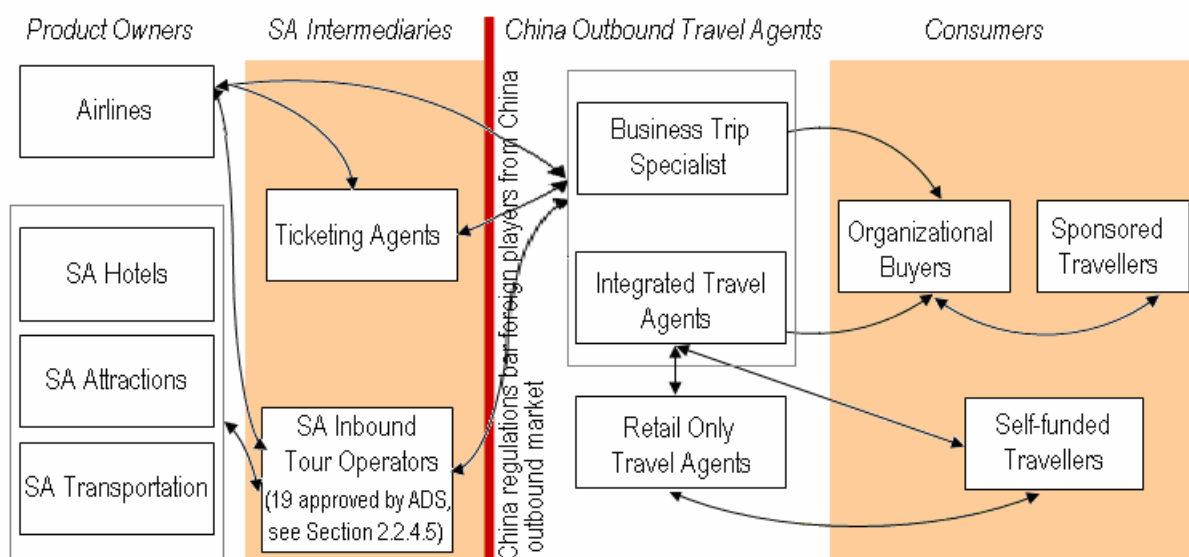 Product Owners
SA Intermediaries
China Outbound Travel Agents
Consumers
Airlines
SA Hotels
SA Attractions
SA Transportation
Ticketing Agents
SA Inbound
Tour Operators
(19 approved by ADS,
see Section 2.2.4.5)
China regulations bar foreign players from China
outbound market
Business Trip
Specialist
Integrated Travel
Agents
Retail Only
Travel Agents
Organizational
Buyers
Sponsored
Travellers
Self-funded
Travellers